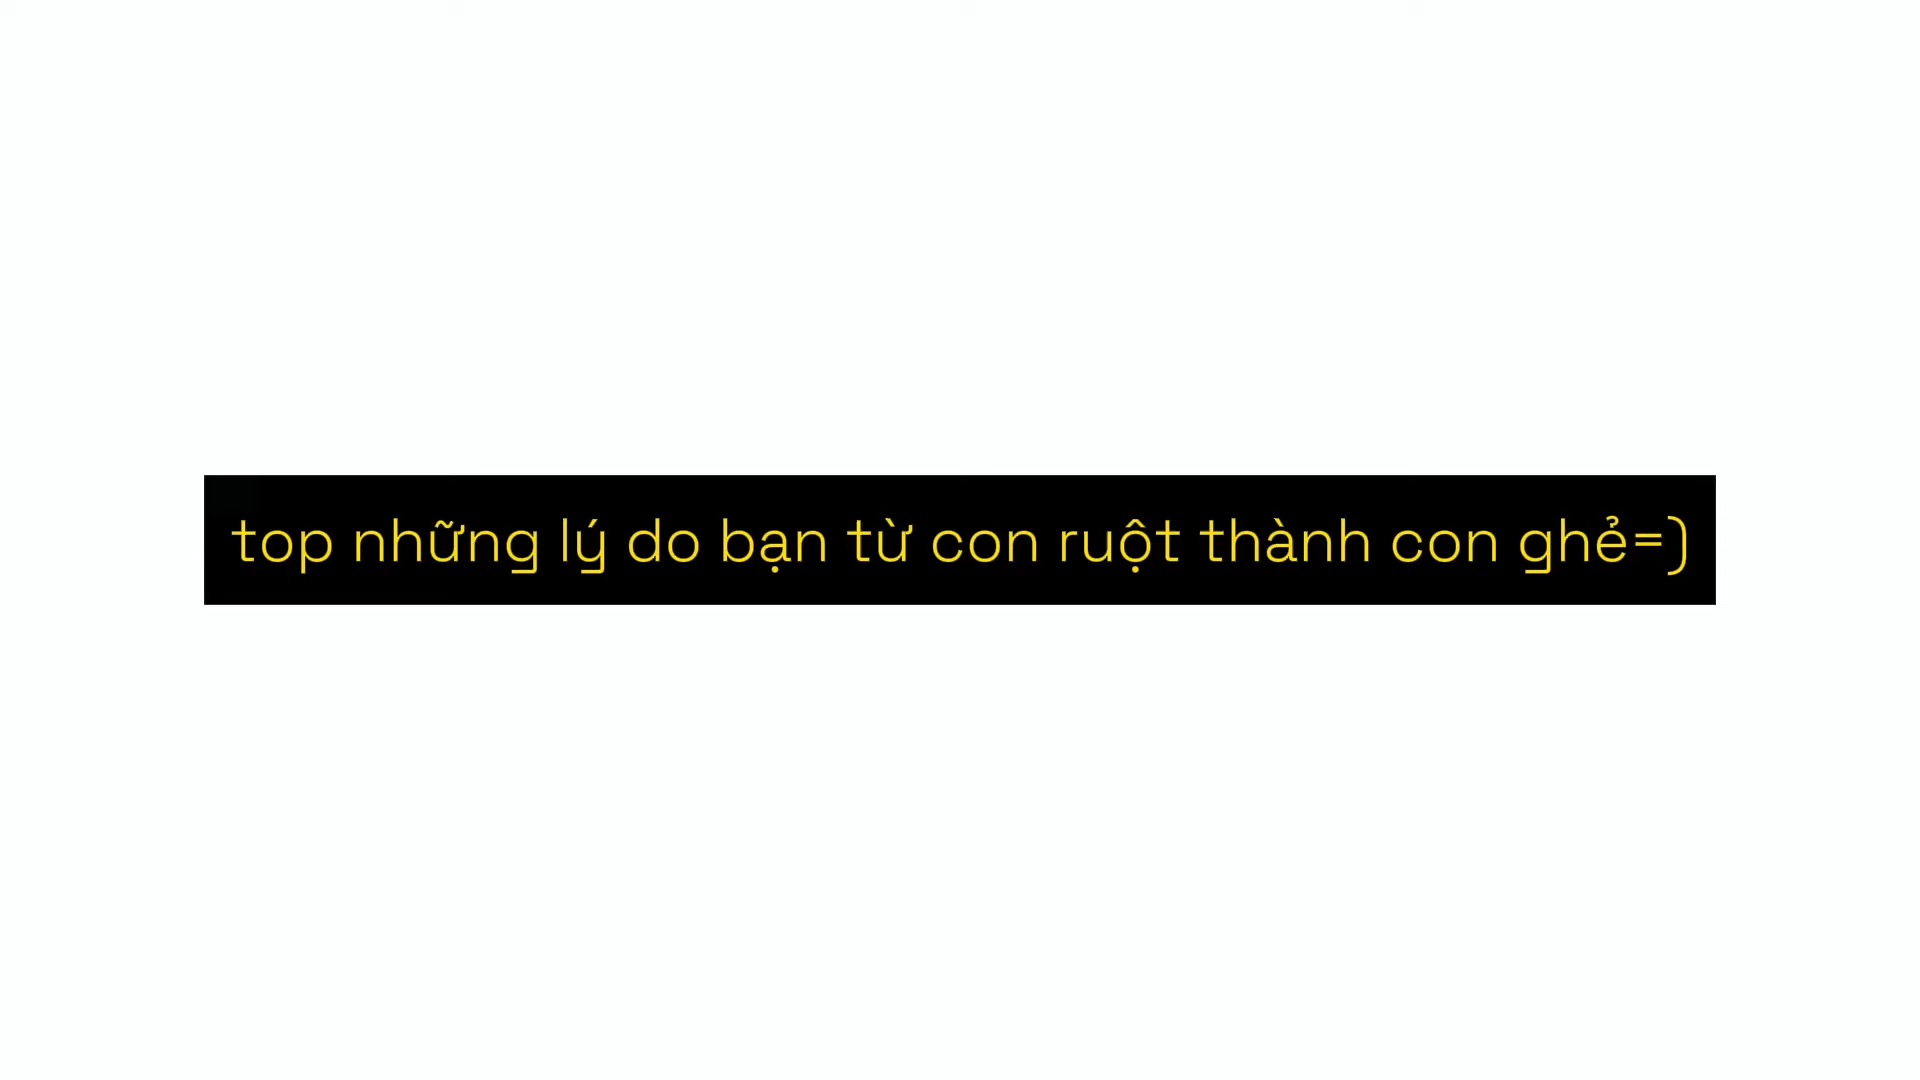 top những lý do bạn từ con ruột thành con ghẻ=)